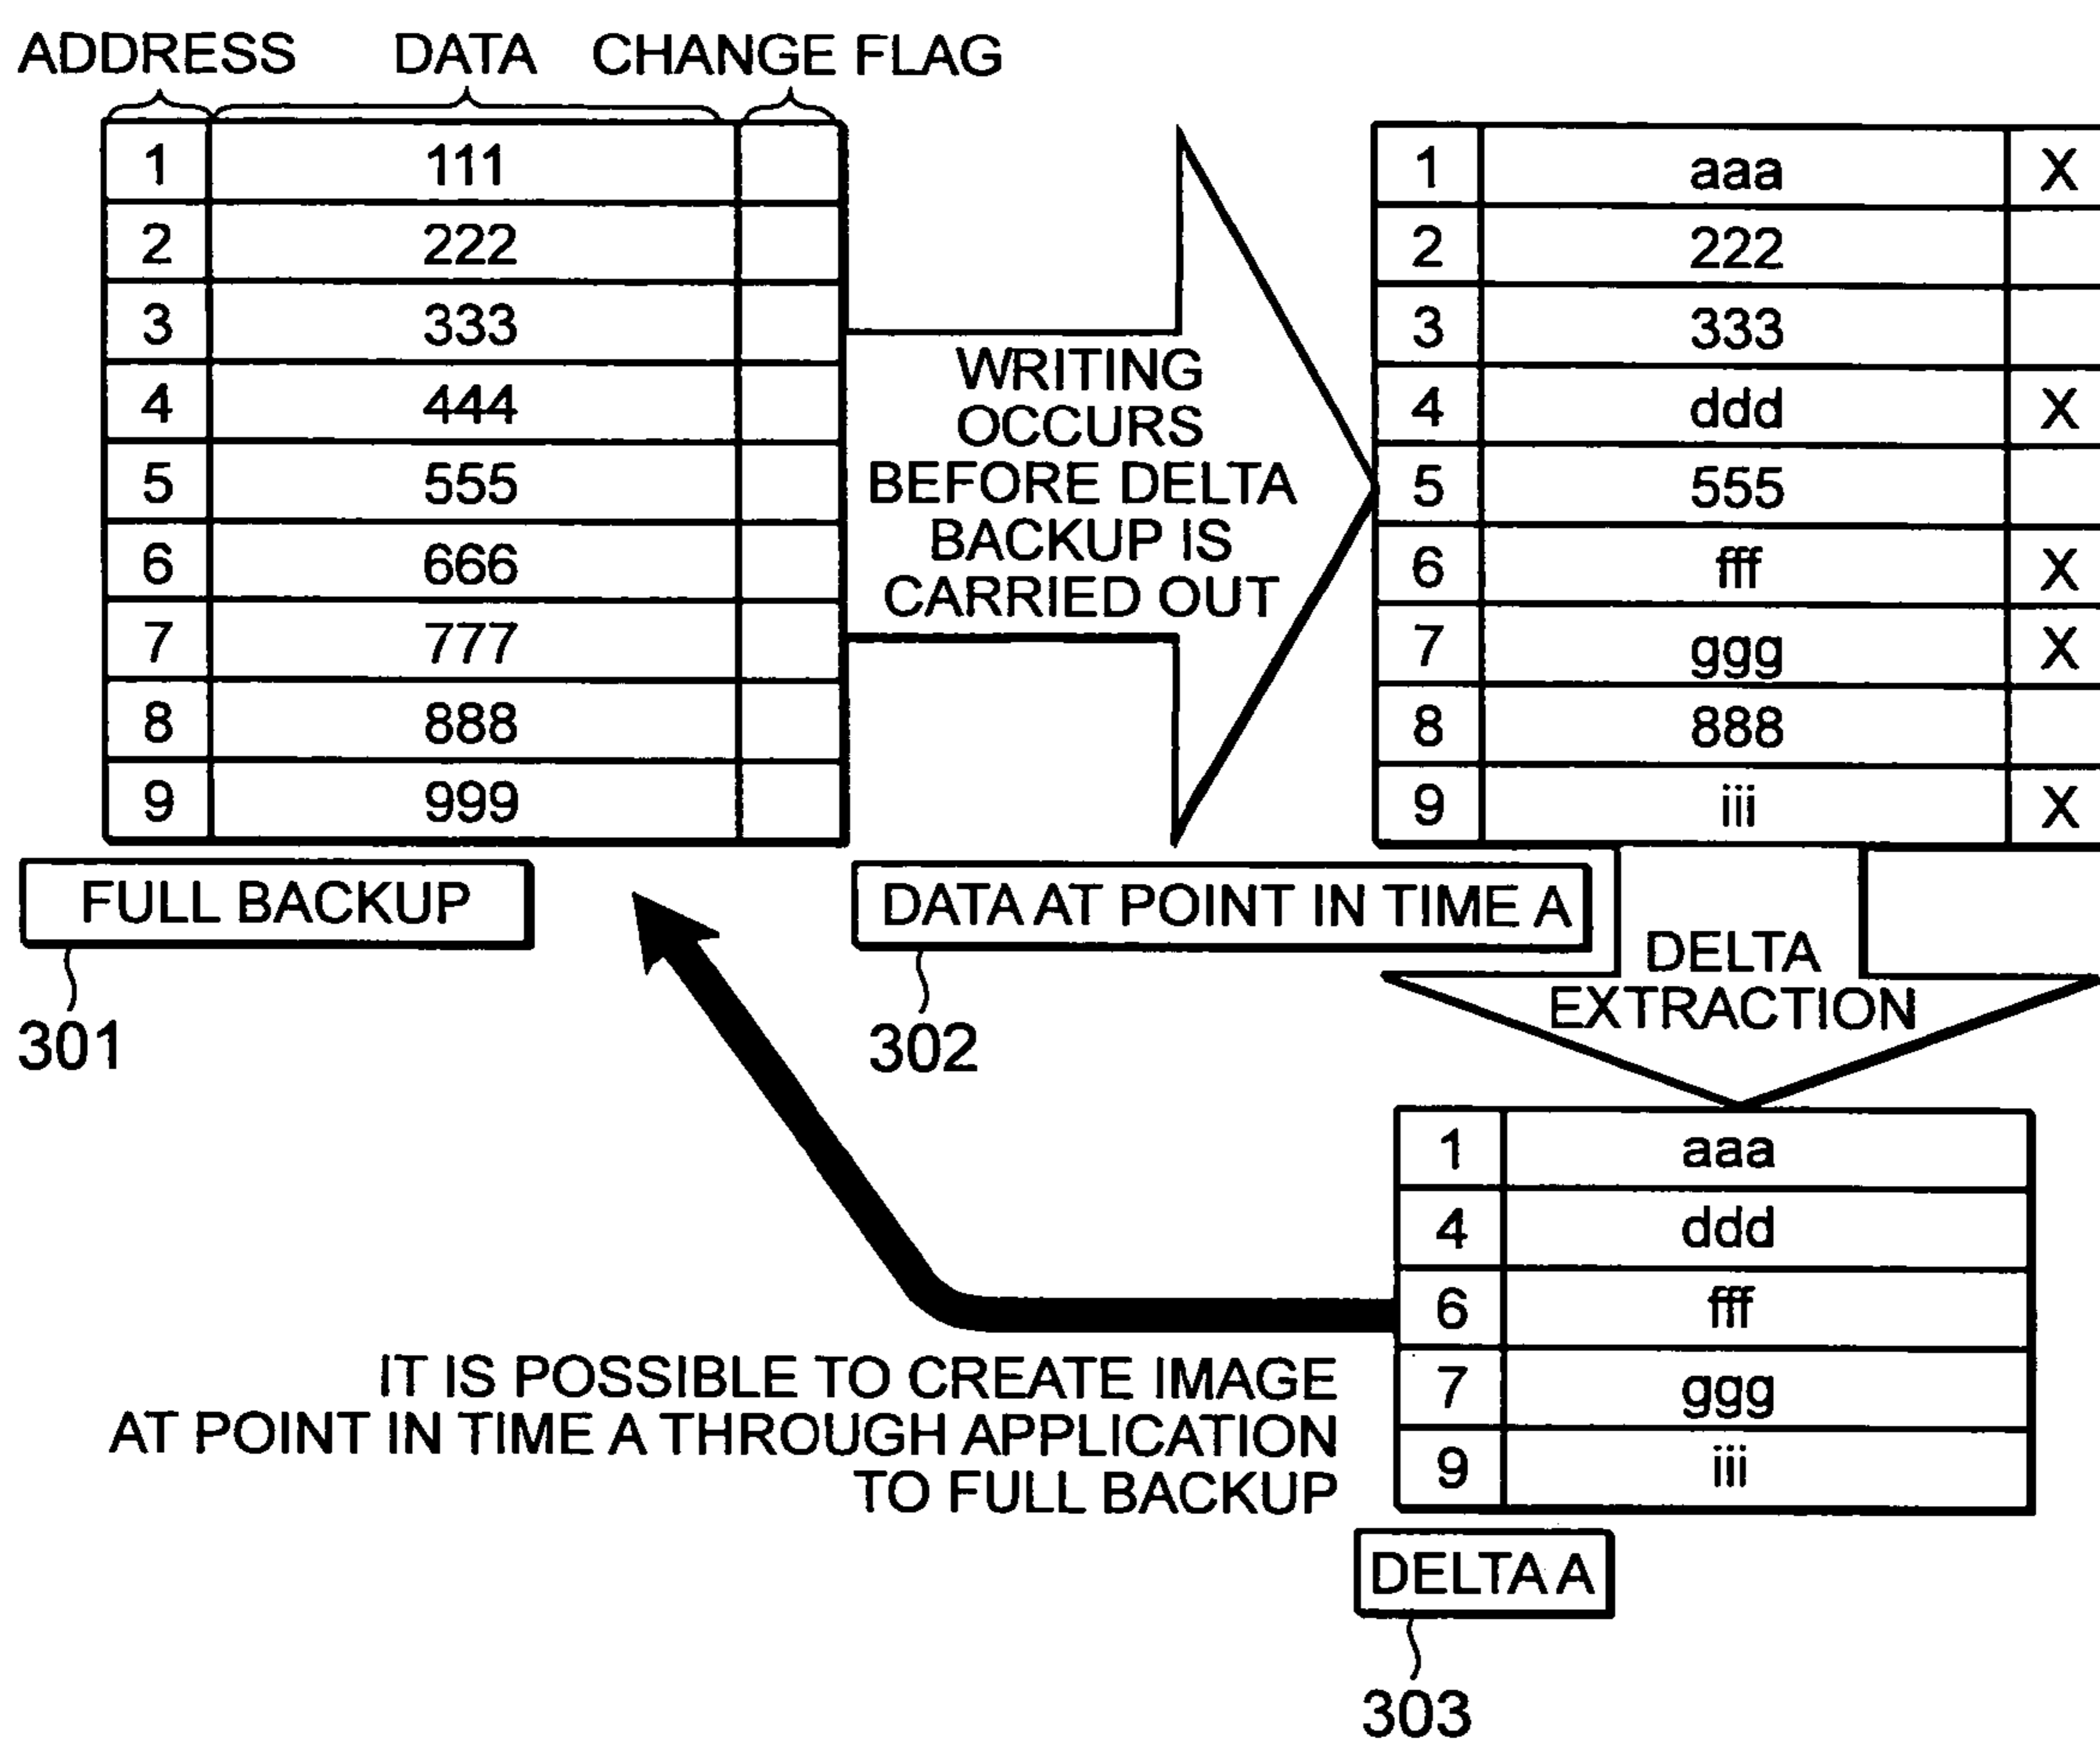 ADDRESS DATA CHANGE FLAG
1 111
2 222
3 333
4 444
5 555
6 666
7 777
8 888
9 999
FULL BACKUP
301
WRITING
OCCURS
BEFORE DELTA
BACKUP IS
CARRIED OUT
1 aaa X
2 222
3 333
4 ddd X
5 555
6 fff X
7 ggg X
8 888
9 iii X
DATA AT POINT IN TIME A
302
DELTA
EXTRACTION
1 aaa
4 ddd
6 fff
7 ggg
9 iii
IT IS POSSIBLE TO CREATE IMAGE
AT POINT IN TIME A THROUGH APPLICATION
TO FULL BACKUP
DELTA A
303